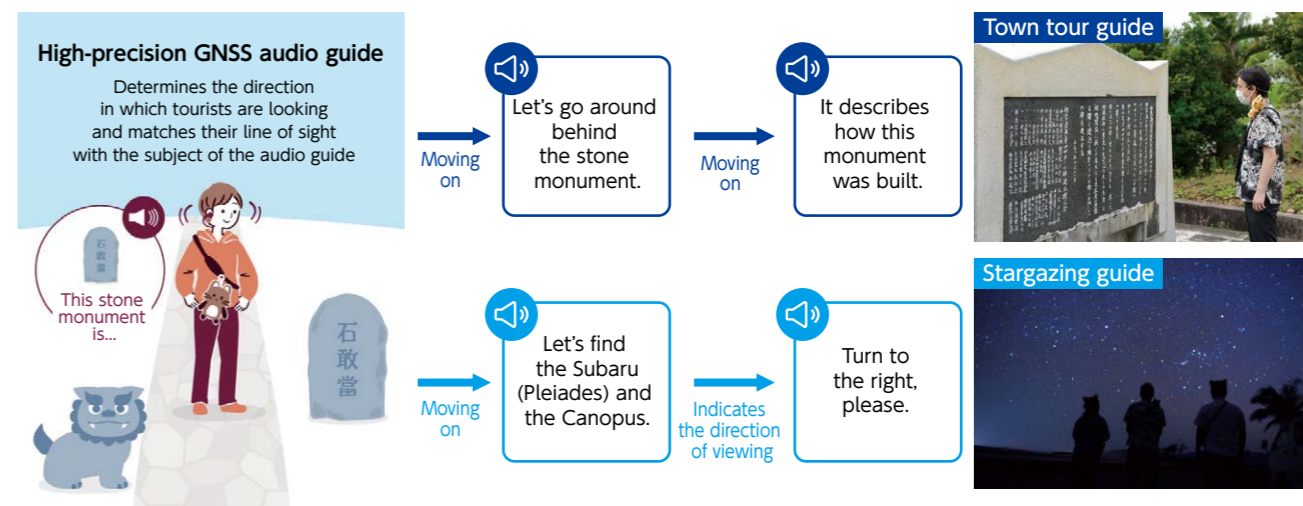 High-precision GNSS audio guide
Determines the direction
in which tourists are looking
and matches their line of sight
with the subject of the audio guide
This stone
monument
is...
石
敢
當
石
敢
當
Moving
on
Let's go around
behind
the stone
monument.
Moving
on
It describes
how this
monument
was built.
Town tour guide
Moving
on
Let's find
the Subaru
(Pleiades) and
the Canopus.
Indicates
the direction
of viewing
Turn to
the right,
please.
Stargazing guide